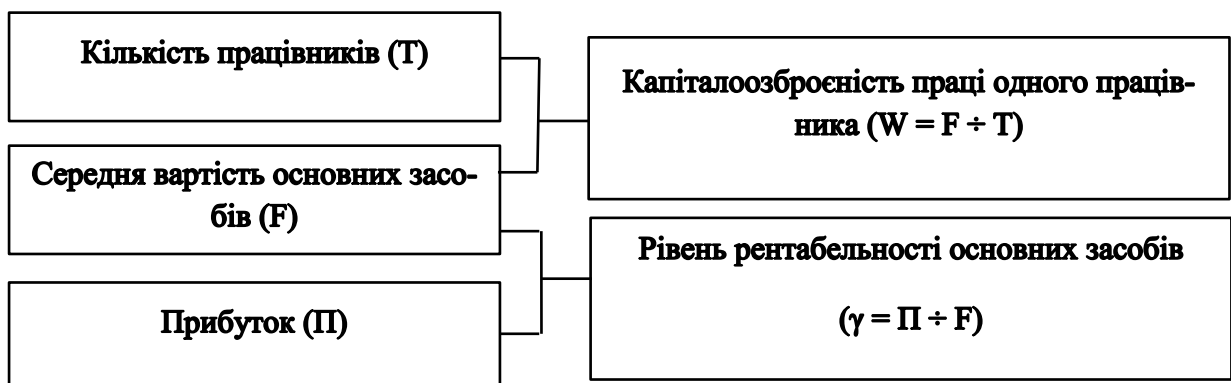 Кількість працівників (Т)
Середня вартість основних засо-
бів (F)
Прибуток (П)
Капіталоозброєність праці одного праців-
ника (W = F ÷ T)
Рівень рентабельності основних засобів
(γ = П ÷ F)